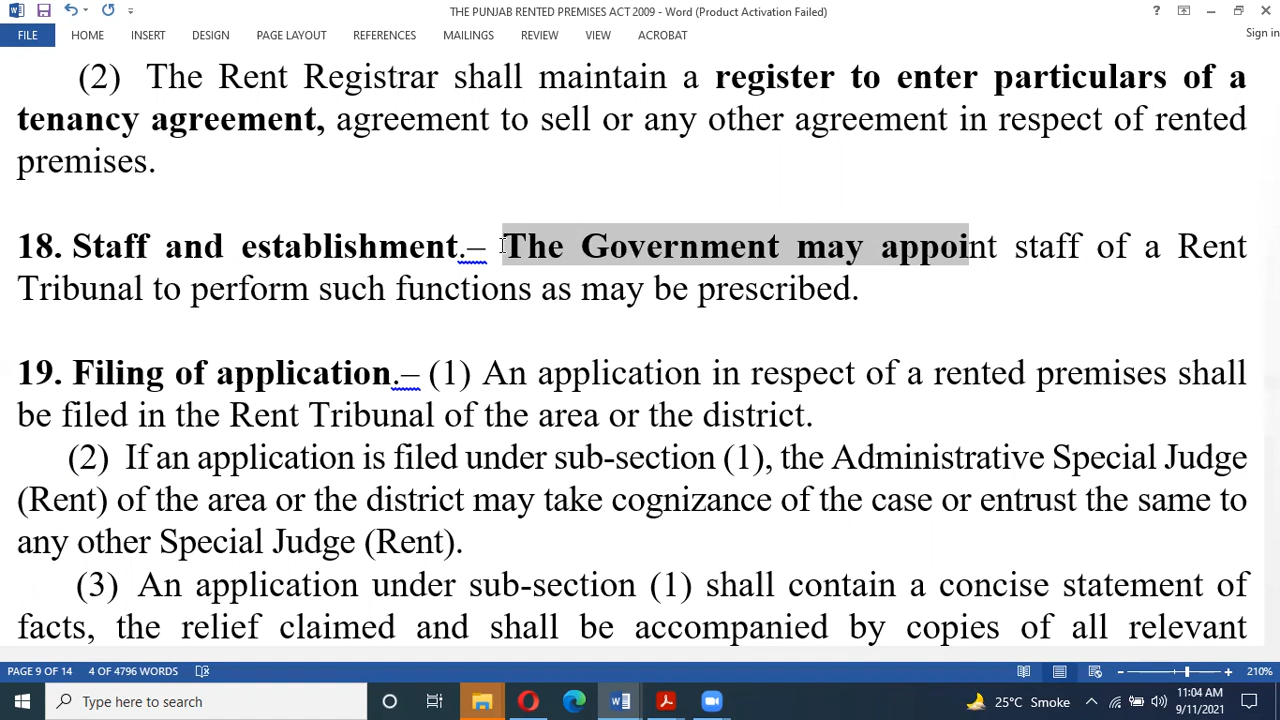 THE PUNJAB RENTED PREMISES ACT 2009 - Word (Product Activation Failed)
FILE HOME INSERT DESIGN PAGE LAYOUT REFERENCES MAILINGS REVIEW VIEW ACROBAT Sign in
(2) The Rent Registrar shall maintain a register to enter particulars of a
tenancy agreement, agreement to sell or any other agreement in respect of rented
premises.
18. Staff and establishment.– The Government may appoint staff of a Rent
Tribunal to perform such functions as may be prescribed.
19. Filing of application.– (1) An application in respect of a rented premises shall
be filed in the Rent Tribunal of the area or the district.
(2) If an application is filed under sub-section (1), the Administrative Special Judge
(Rent) of the area or the district may take cognizance of the case or entrust the same to
any other Special Judge (Rent).
(3) An application under sub-section (1) shall contain a concise statement of
facts, the relief claimed and shall be accompanied by copies of all relevant
PAGE 9 OF 14 4 OF 4796 WORDS 210%
Type here to search 25°C Smoke 11:04 AM
9/11/2021